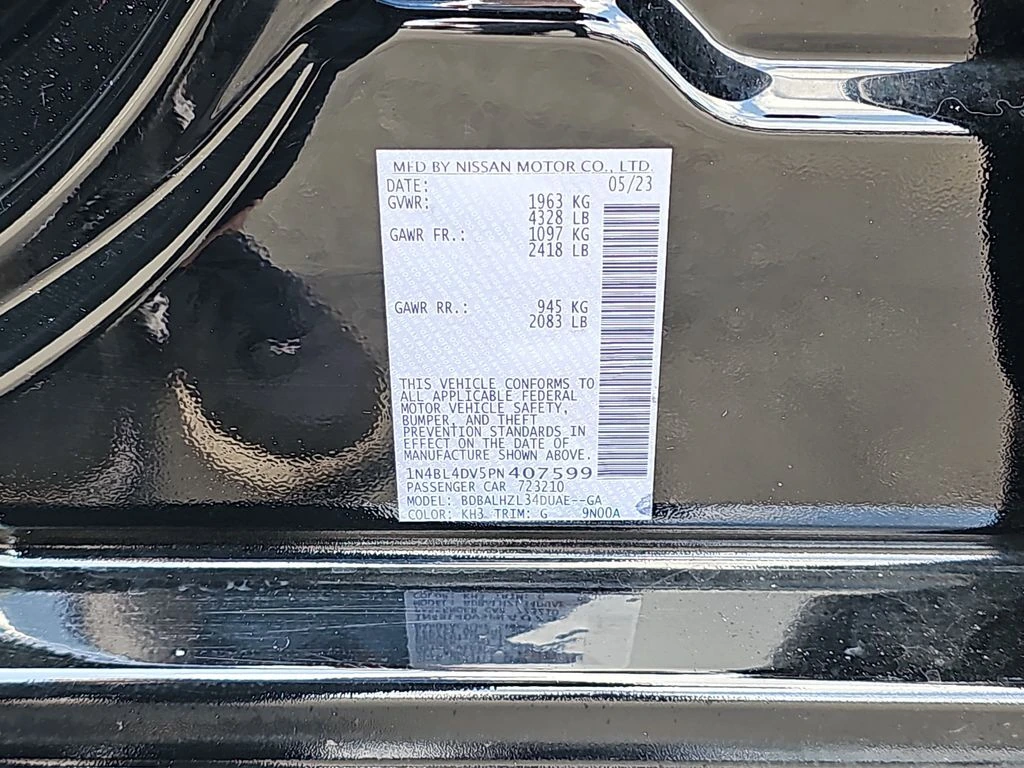 MFD BY NISSAN MOTOR CO., LTD.
DATE: 05/23
GVWR: 1963 KG
4328 LB
GAWR FR.: 1097 KG
2418 LB
GAWR RR.: 945 KG
2083 LB
THIS VEHICLE CONFORMS TO
ALL APPLICABLE FEDERAL
MOTOR VEHICLE SAFETY,
BUMPER, AND THEFT
PREVENTION STANDARDS IN
EFFECT ON THE DATE OF
MANUFACTURE SHOWN ABOVE.
1N4BL4DV5PN407599
PASSENGER CAR 723210
MODEL: BDBALHZL34DUAE--GA
COLOR: KH3 TRIM: G 9N00A